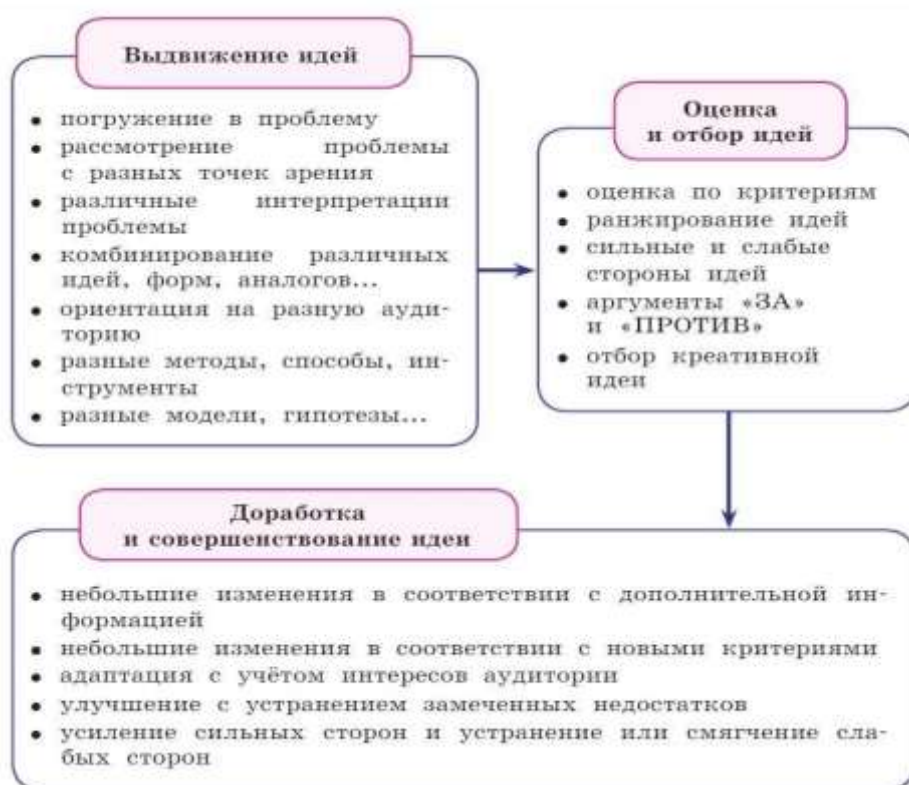 Выдвижение идей
• погружение в проблему
• рассмотрение проблемы
с разных точек зрения
• различные интерпретации
проблемы
• комбинирование различных
идей, форм, аналогов...
• ориентация на разную ауди-
торию
• разные методы, способы, ин-
струменты
• разные модели, гипотезы...
Оценка
и отбор идей
• оценка по критериям
• ранжирование идей
• сильные и слабые
стороны идей
• аргументы «ЗА»
и «ПРОТИВ»
• отбор креативной
идеи
Доработка
и совершенствование идеи
• небольшие изменения в соответствии с дополнительной ин-
формацией
• небольшие изменения в соответствии с новыми критериями
• адаптация с учётом интересов аудитории
• улучшение с устранением замеченных недостатков
• усиление сильных сторон и устранение или смягчение сла-
бых сторон